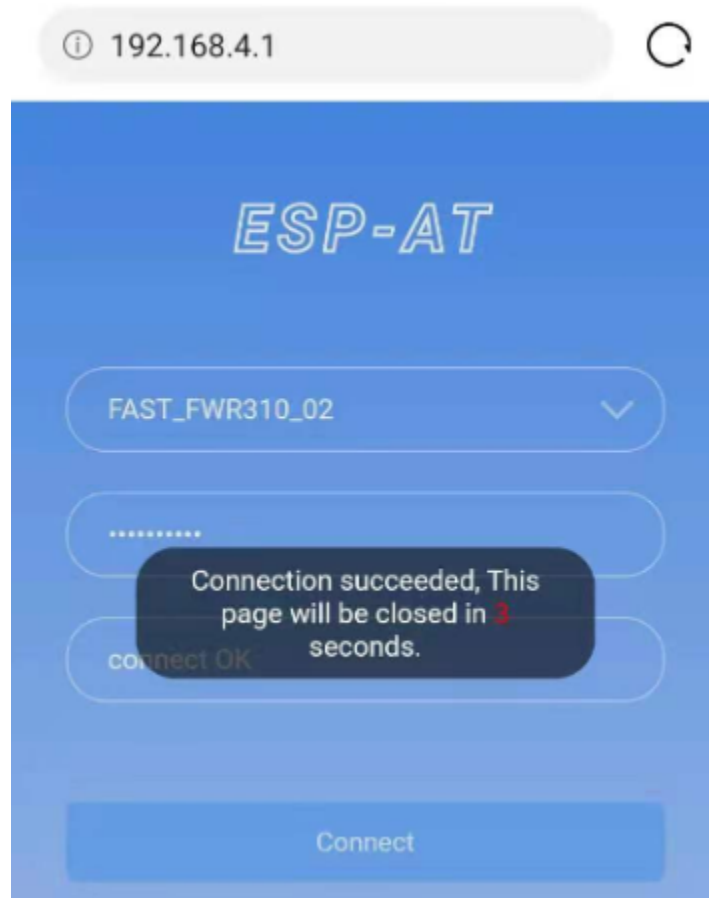 192.168.4.1
ESP-AT
FAST_FWR310_02
••••••••••
Connection succeeded, This
page will be closed in 3
seconds.
connect OK
Connect